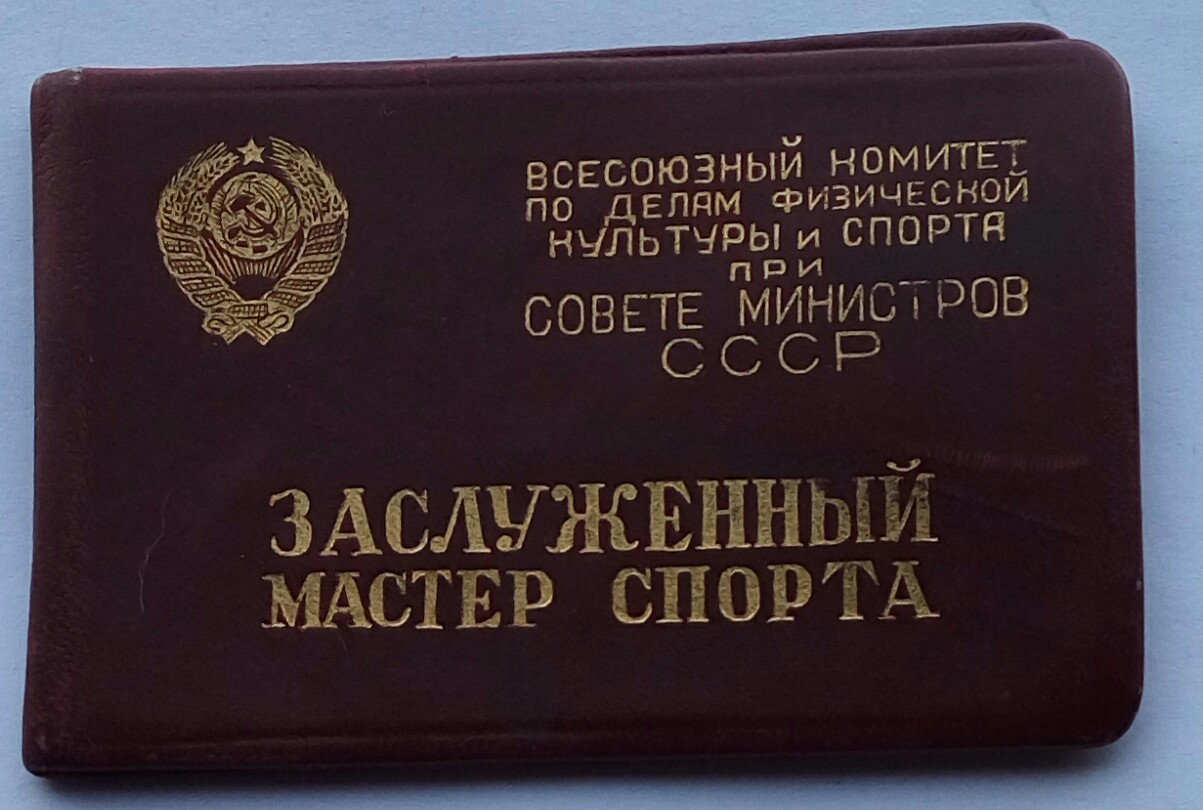 ВСЕСОЮЗНЫЙ КОМИТЕТ
ПО ДЕЛАМ ФИЗИЧЕСКОЙ
КУЛЬТУРЫ и СПОРТА
ПРИ
СОВЕТЕ МИНИСТРОВ
СССР
ЗАСЛУЖЕННЫЙ
МАСТЕР СПОРТА